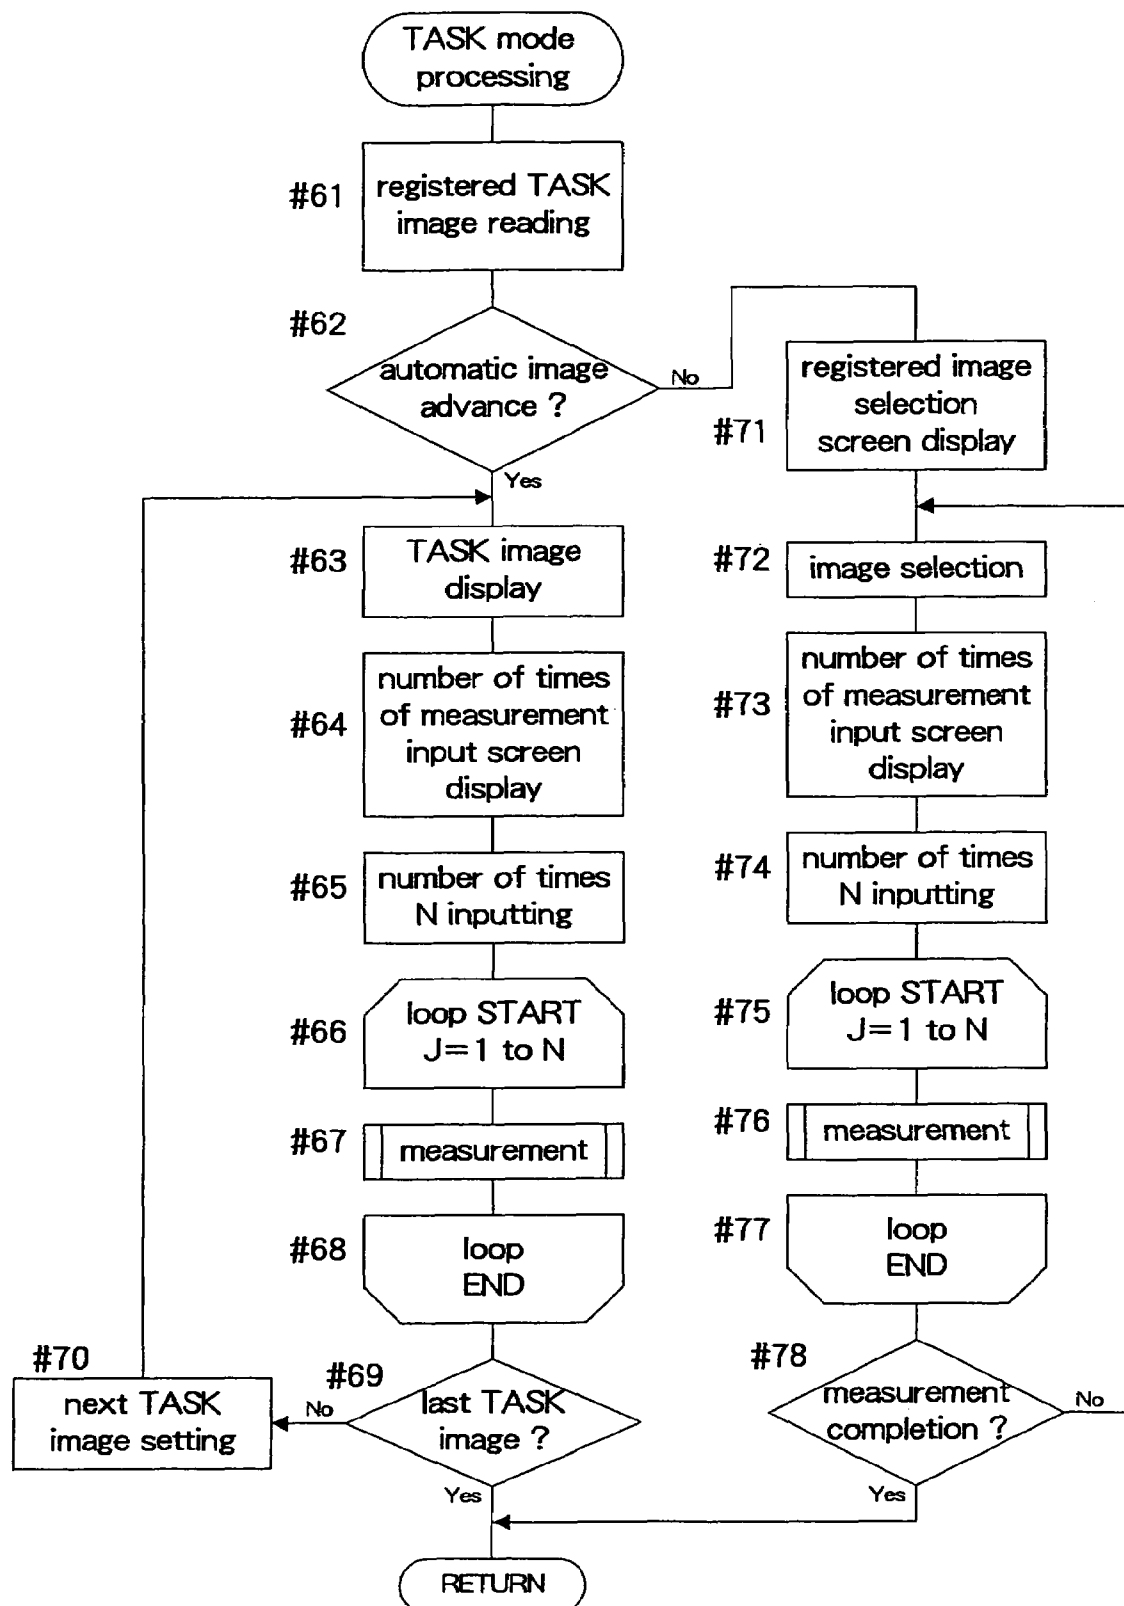 TASK mode
processing
#61
registered TASK
image reading
#62
automatic image
advance ?
No
Yes
#63
TASK image
display
#64
number of times
of measurement
input screen
display
#65
number of times
N inputting
#66
loop START
J=1 to N
#67
measurement
#68
loop
END
#69
last TASK
image ?
No
Yes
#70
next TASK
image setting
#71
registered image
selection
screen display
#72
image selection
#73
number of times
of measurement
input screen
display
#74
number of times
N inputting
#75
loop START
J=1 to N
#76
measurement
#77
loop
END
#78
measurement
completion ?
No
Yes
RETURN